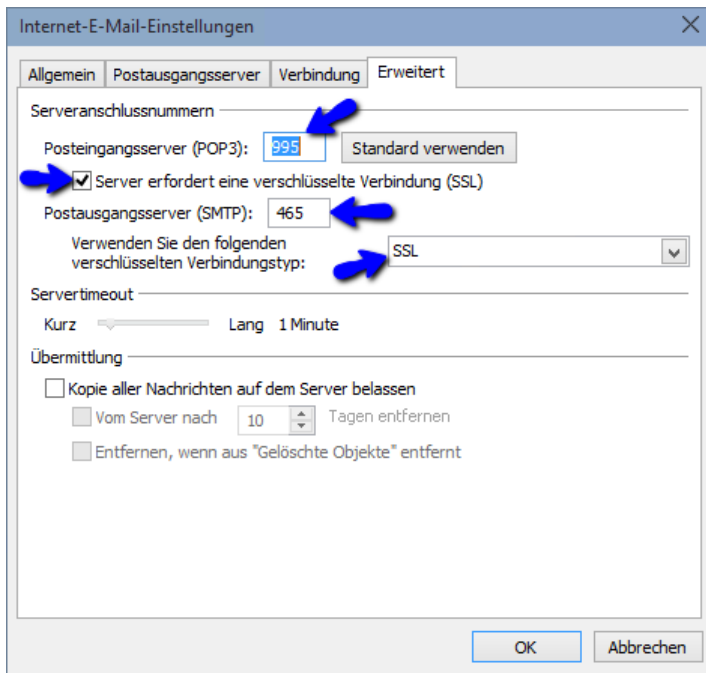 Internet-E-Mail-Einstellungen
Allgemein Postausgangsserver Verbindung Erweitert
Serveranschlussnummern
Posteingangsserver (POP3): 995 Standard verwenden
Server erfordert eine verschlüsselte Verbindung (SSL)
Postausgangsserver (SMTP): 465
Verwenden Sie den folgenden
verschlüsselten Verbindungstyp: SSL
Servertimeout
Kurz Lang 1 Minute
Übermittlung
Kopie aller Nachrichten auf dem Server belassen
Vom Server nach 10 Tagen entfernen
Entfernen, wenn aus "Gelöschte Objekte" entfernt
OK Abbrechen